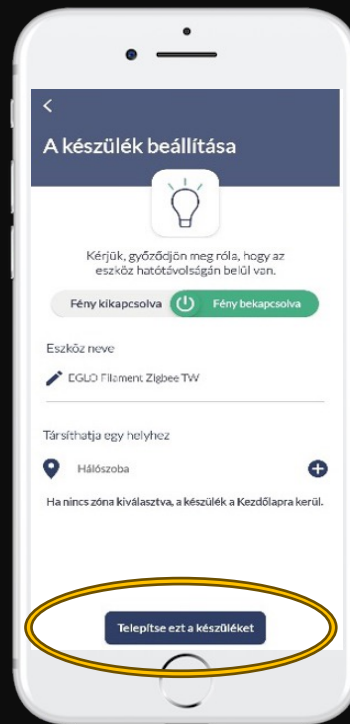 A készülék beállítása
Kérjük, győződjön meg róla, hogy az
eszköz hatótávolságán belül van.
Fény kikapcsolva Fény bekapcsolva
Eszköz neve
EGLO Filament Zigbee TW
Társíthatja egy helyhez
Hálószoba
Ha nincs zóna kiválasztva, a készülék a Kezdőlapra kerül.
Telepítse ezt a készüléket